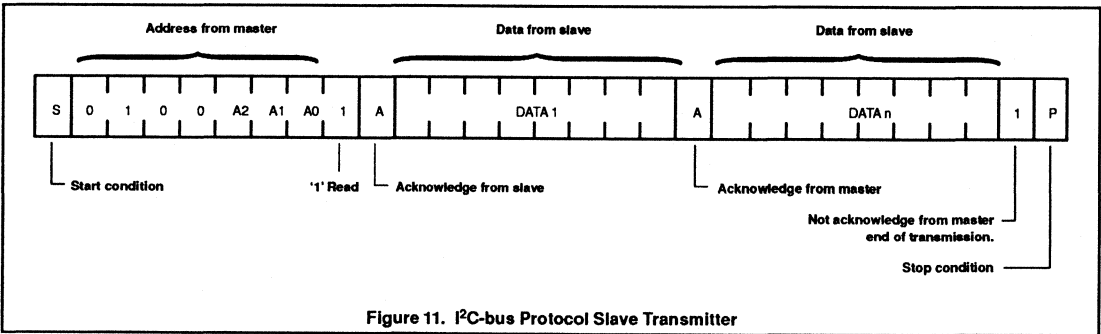 Address from master
Data from slave
Data from slave
S 0 1 0 0 A2 A1 A0 1 A DATA 1 A DATA n 1 P
Start condition
'1' Read
Acknowledge from slave
Acknowledge from master
Not acknowledge from master
end of transmission.
Stop condition
Figure 11. I²C-bus Protocol Slave Transmitter